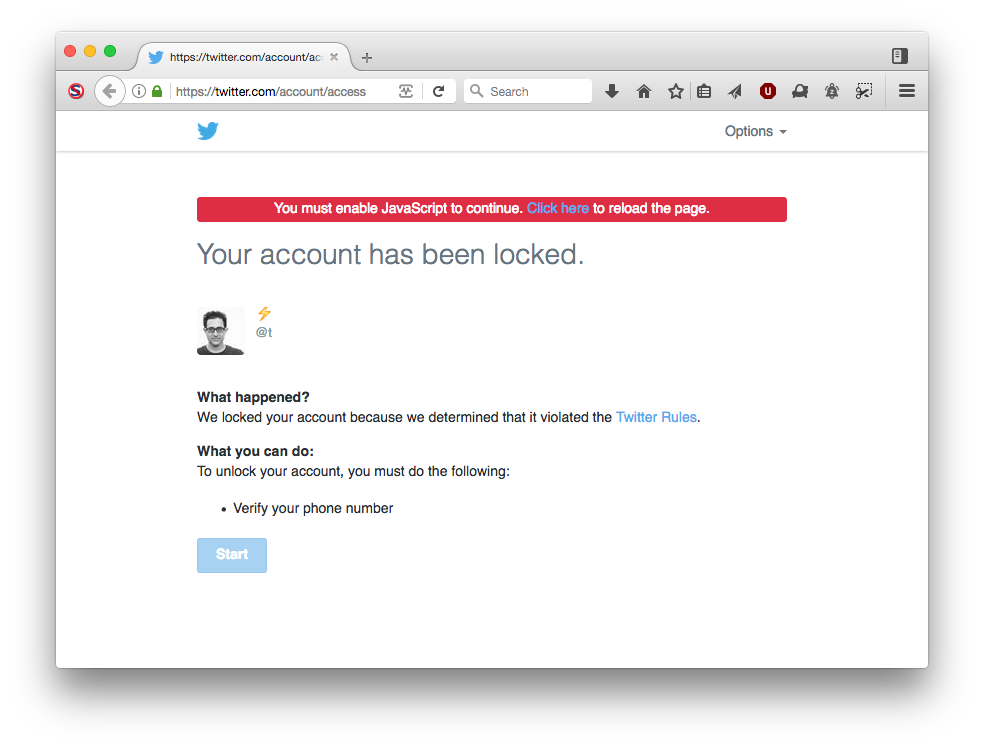 https://twitter.com/account/ac
https://twitter.com/account/access
Search
Options
You must enable JavaScript to continue. Click here to reload the page.
Your account has been locked.
⚡
@t
What happened?
We locked your account because we determined that it violated the Twitter Rules.
What you can do:
To unlock your account, you must do the following:
• Verify your phone number
Start